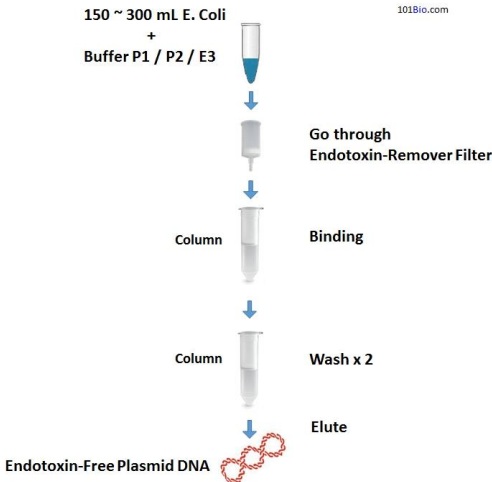 101Bio.com
150 ~ 300 mL E. Coli
+
Buffer P1 / P2 / E3
Go through
Endotoxin-Remover Filter
Column
Binding
Column
Wash x 2
Elute
Endotoxin-Free Plasmid DNA